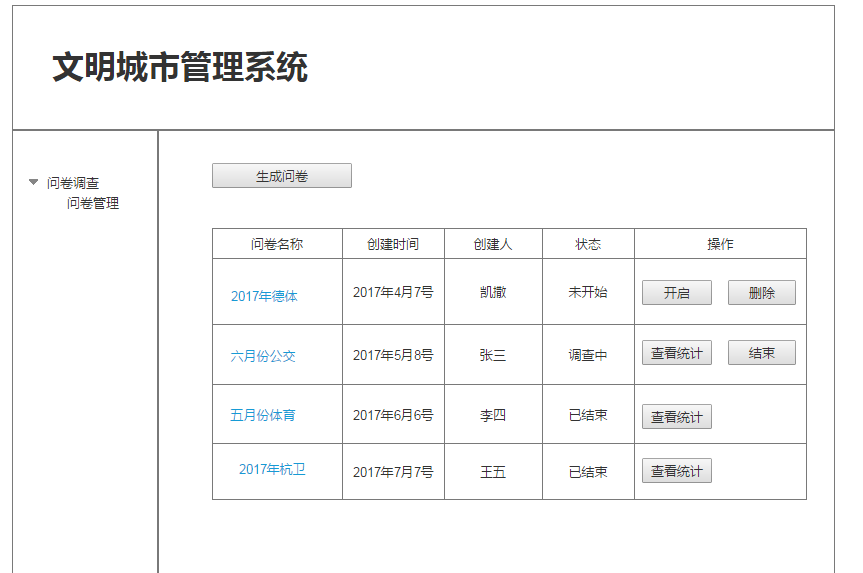 文明城市管理系统
问卷调查
问卷管理
生成问卷
问卷名称 创建时间 创建人 状态 操作
2017年德体 2017年4月7号 凯撒 未开始 开启 删除
六月份公交 2017年5月8号 张三 调查中 查看统计 结束
五月份体育 2017年6月6号 李四 已结束 查看统计
2017年杭卫 2017年7月7号 王五 已结束 查看统计